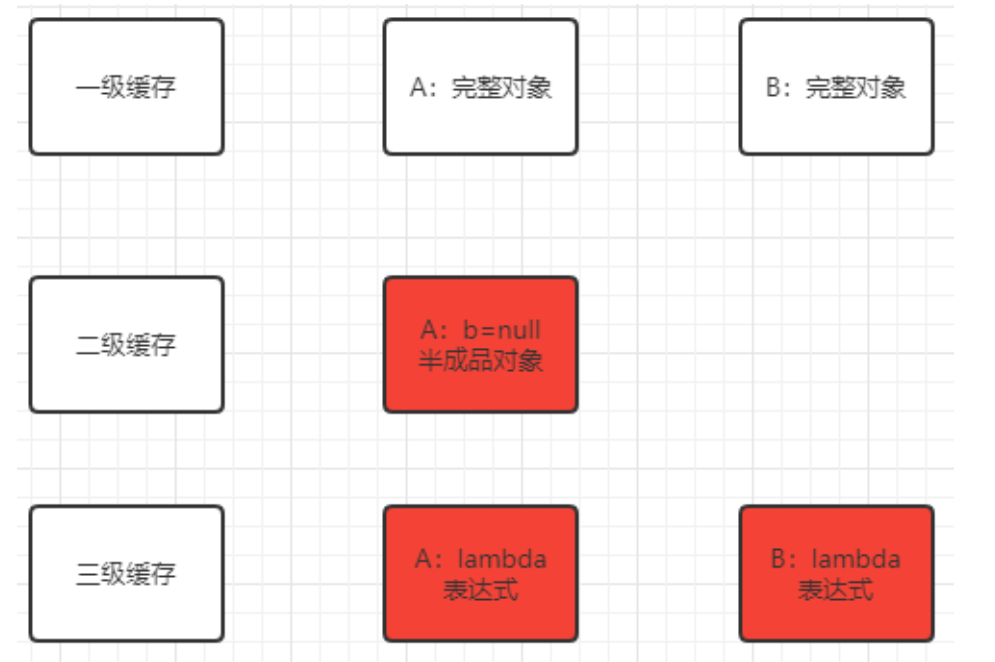 一级缓存
A：完整对象
B：完整对象
二级缓存
A：b=null
半成品对象
三级缓存
A：lambda
表达式
B：lambda
表达式